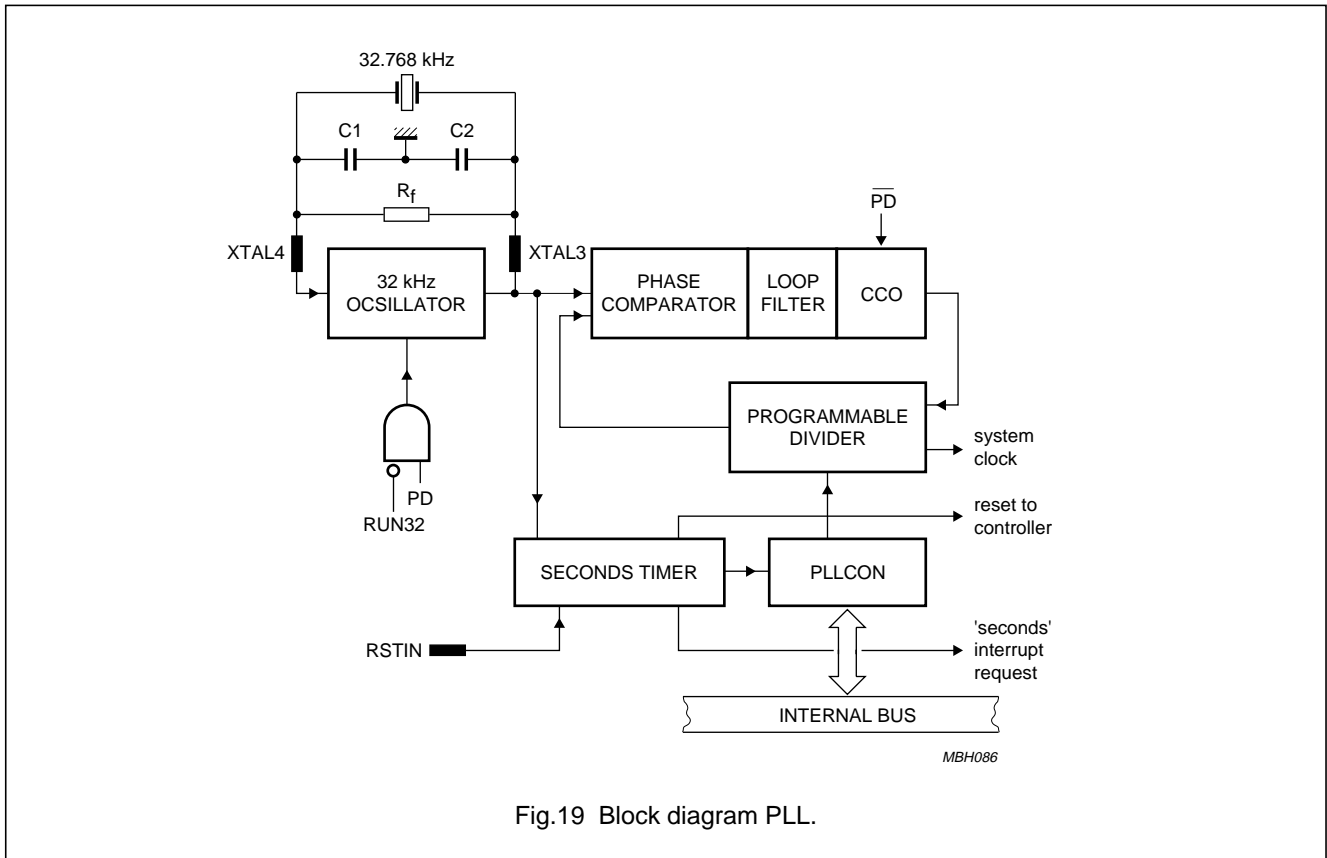 32.768 kHz
C1
C2
Rf
PD
XTAL4
XTAL3
32 kHz
OCSILLATOR
PHASE
COMPARATOR
LOOP
FILTER
CCO
PROGRAMMABLE
DIVIDER
system
clock
PD
RUN32
reset to
controller
SECONDS TIMER
PLLCON
RSTIN
'seconds'
interrupt
request
INTERNAL BUS
MBH086
Fig.19 Block diagram PLL.